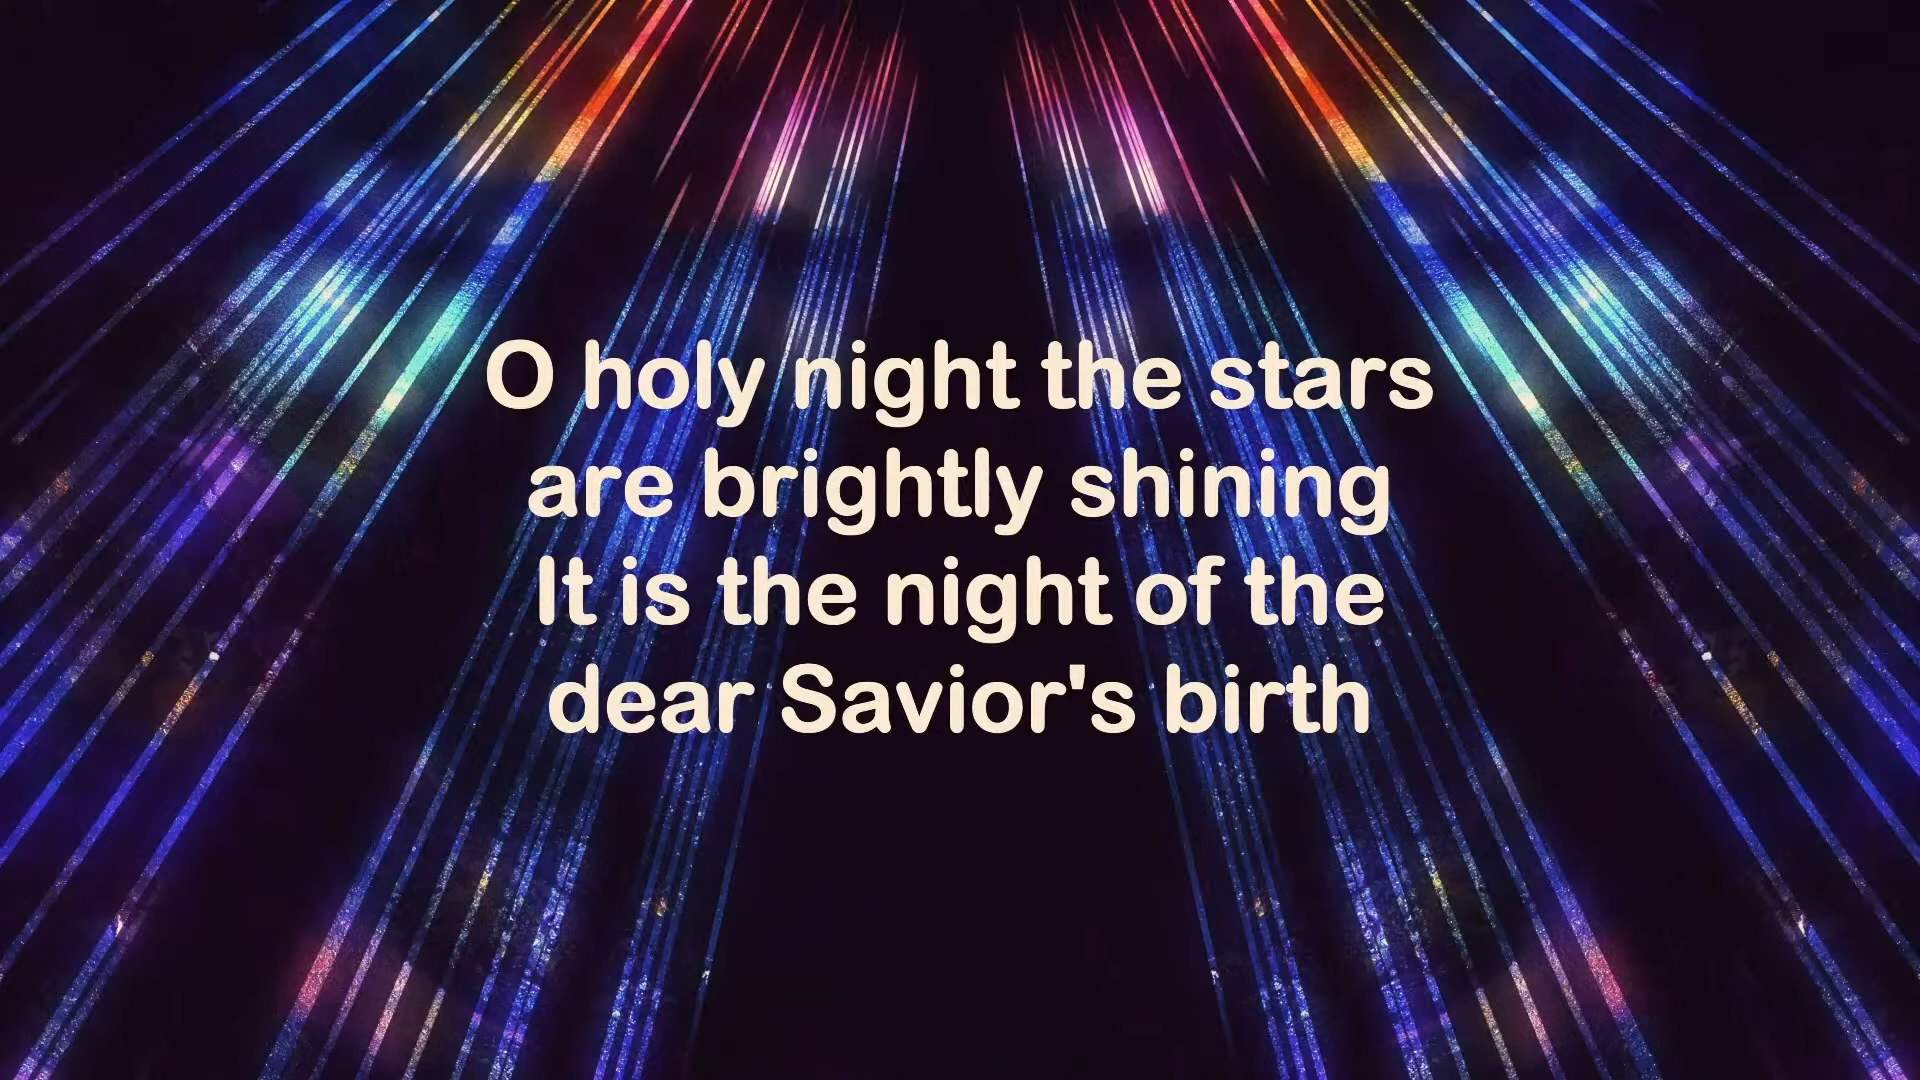 O holy night the stars
are brightly shining
It is the night of the
dear Savior's birth